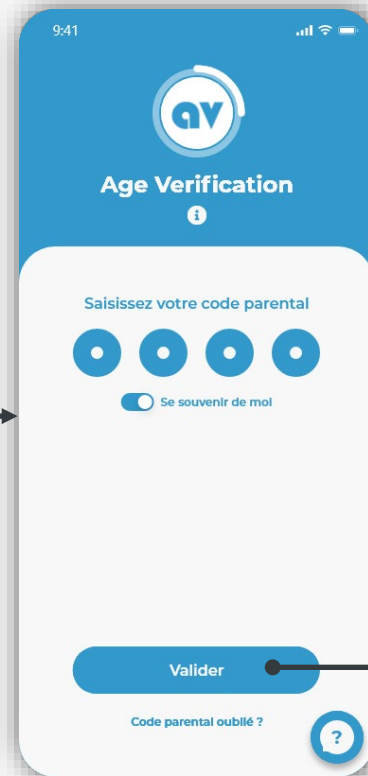 9:41
av
Age Verification
i
Saisissez votre code parental
Se souvenir de moi
Valider
Code parental oublié ?
?